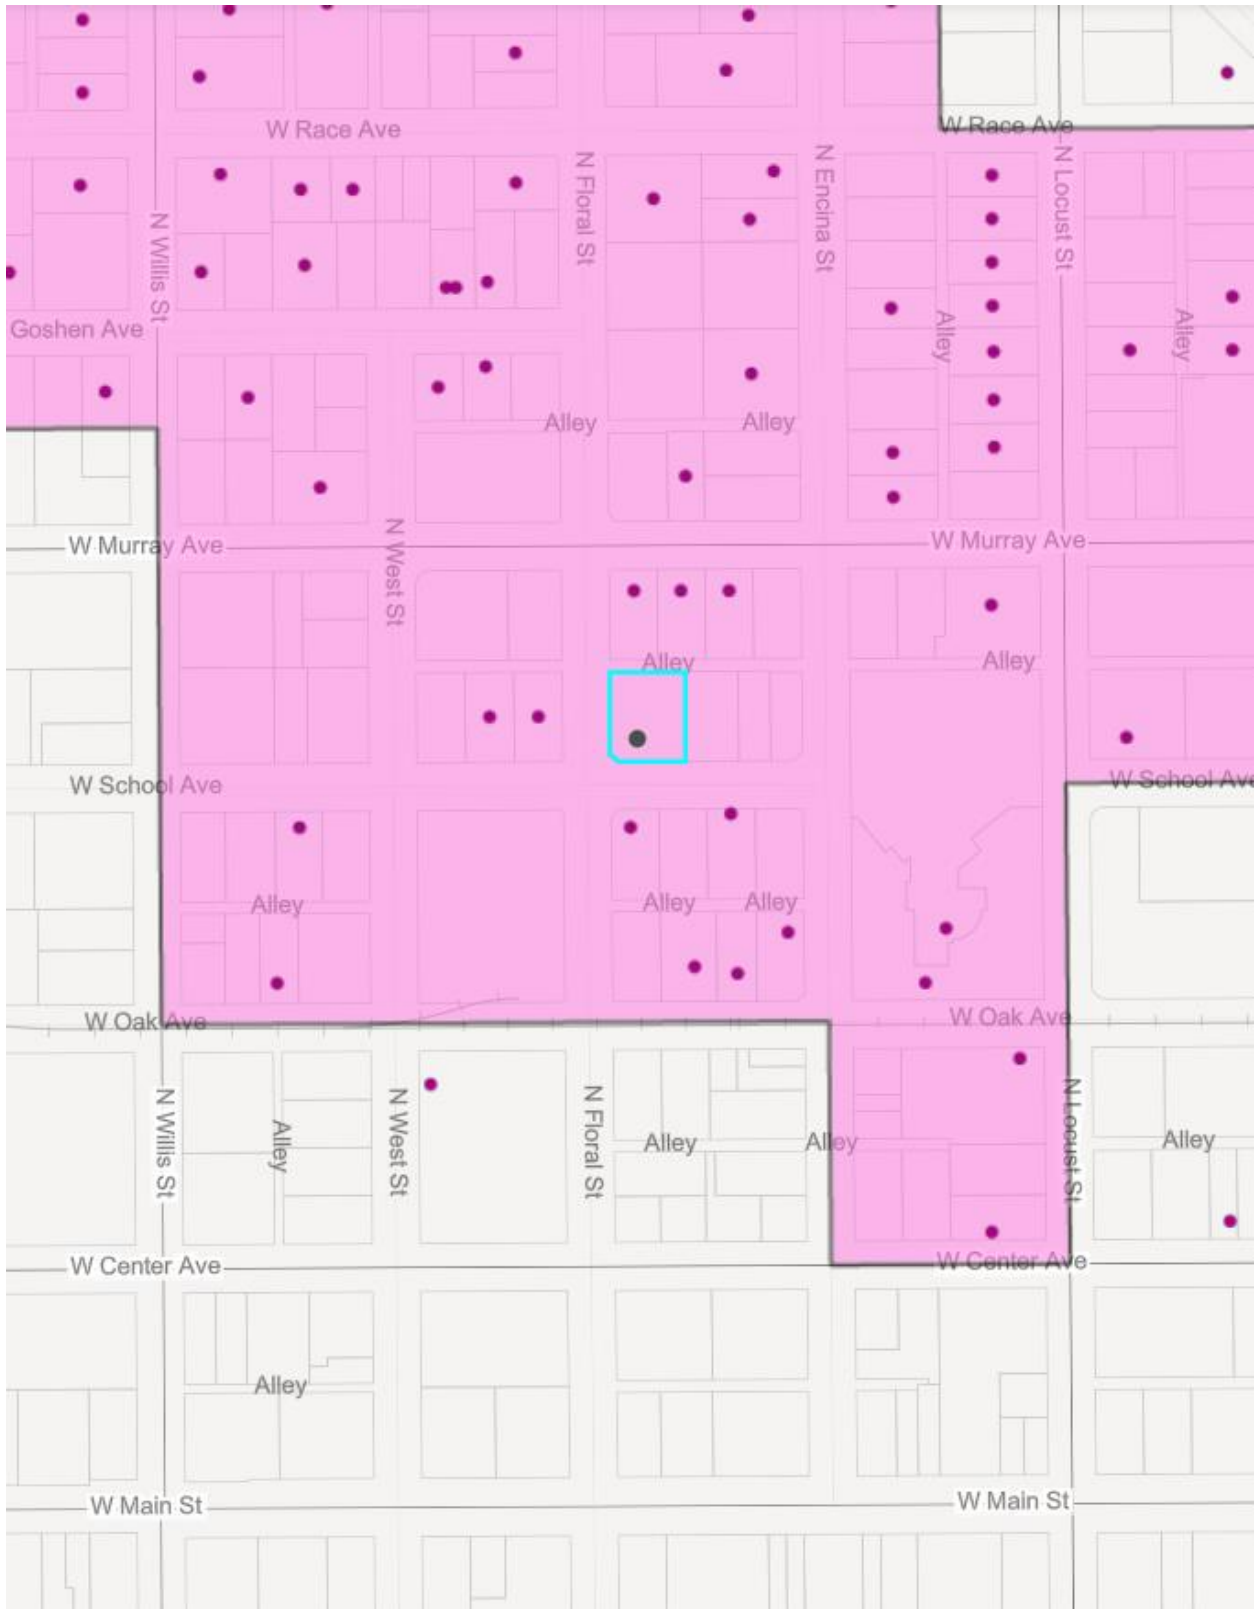 W Race Ave
W Race Ave
N Floral St
N Encina St
N Locust St
N Willis St
Goshen Ave
Alley
Alley
Alley
Alley
N West St
W Murray Ave
W Murray Ave
Alley
Alley
W School Ave
W School Ave
Alley
Alley
Alley
W Oak Ave
W Oak Ave
N Willis St
N West St
N Floral St
N Locust St
Alley
Alley
Alley
Alley
W Center Ave
W Center Ave
Alley
W Main St
W Main St